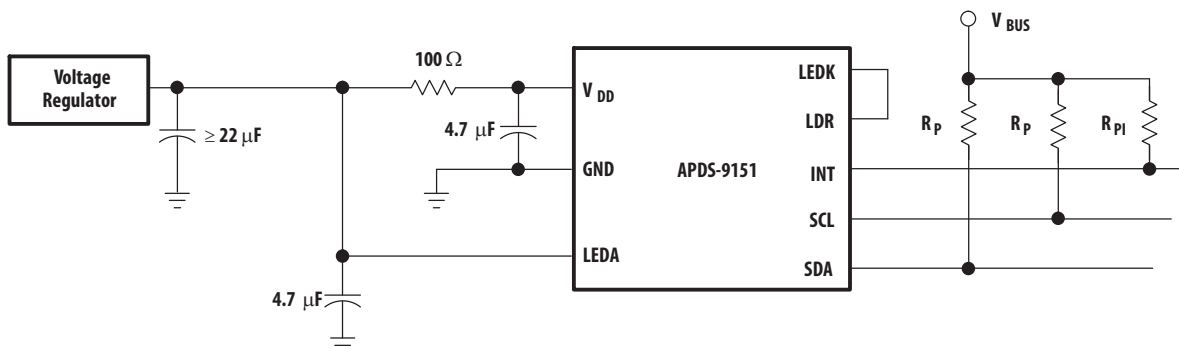 V BUS
Voltage
Regulator
100 Ω
≥ 22 μF
4.7 μF
V DD
GND
LEDA
APDS-9151
LEDK
LDR
INT
SCL
SDA
R P
R P
R PI
4.7 μF